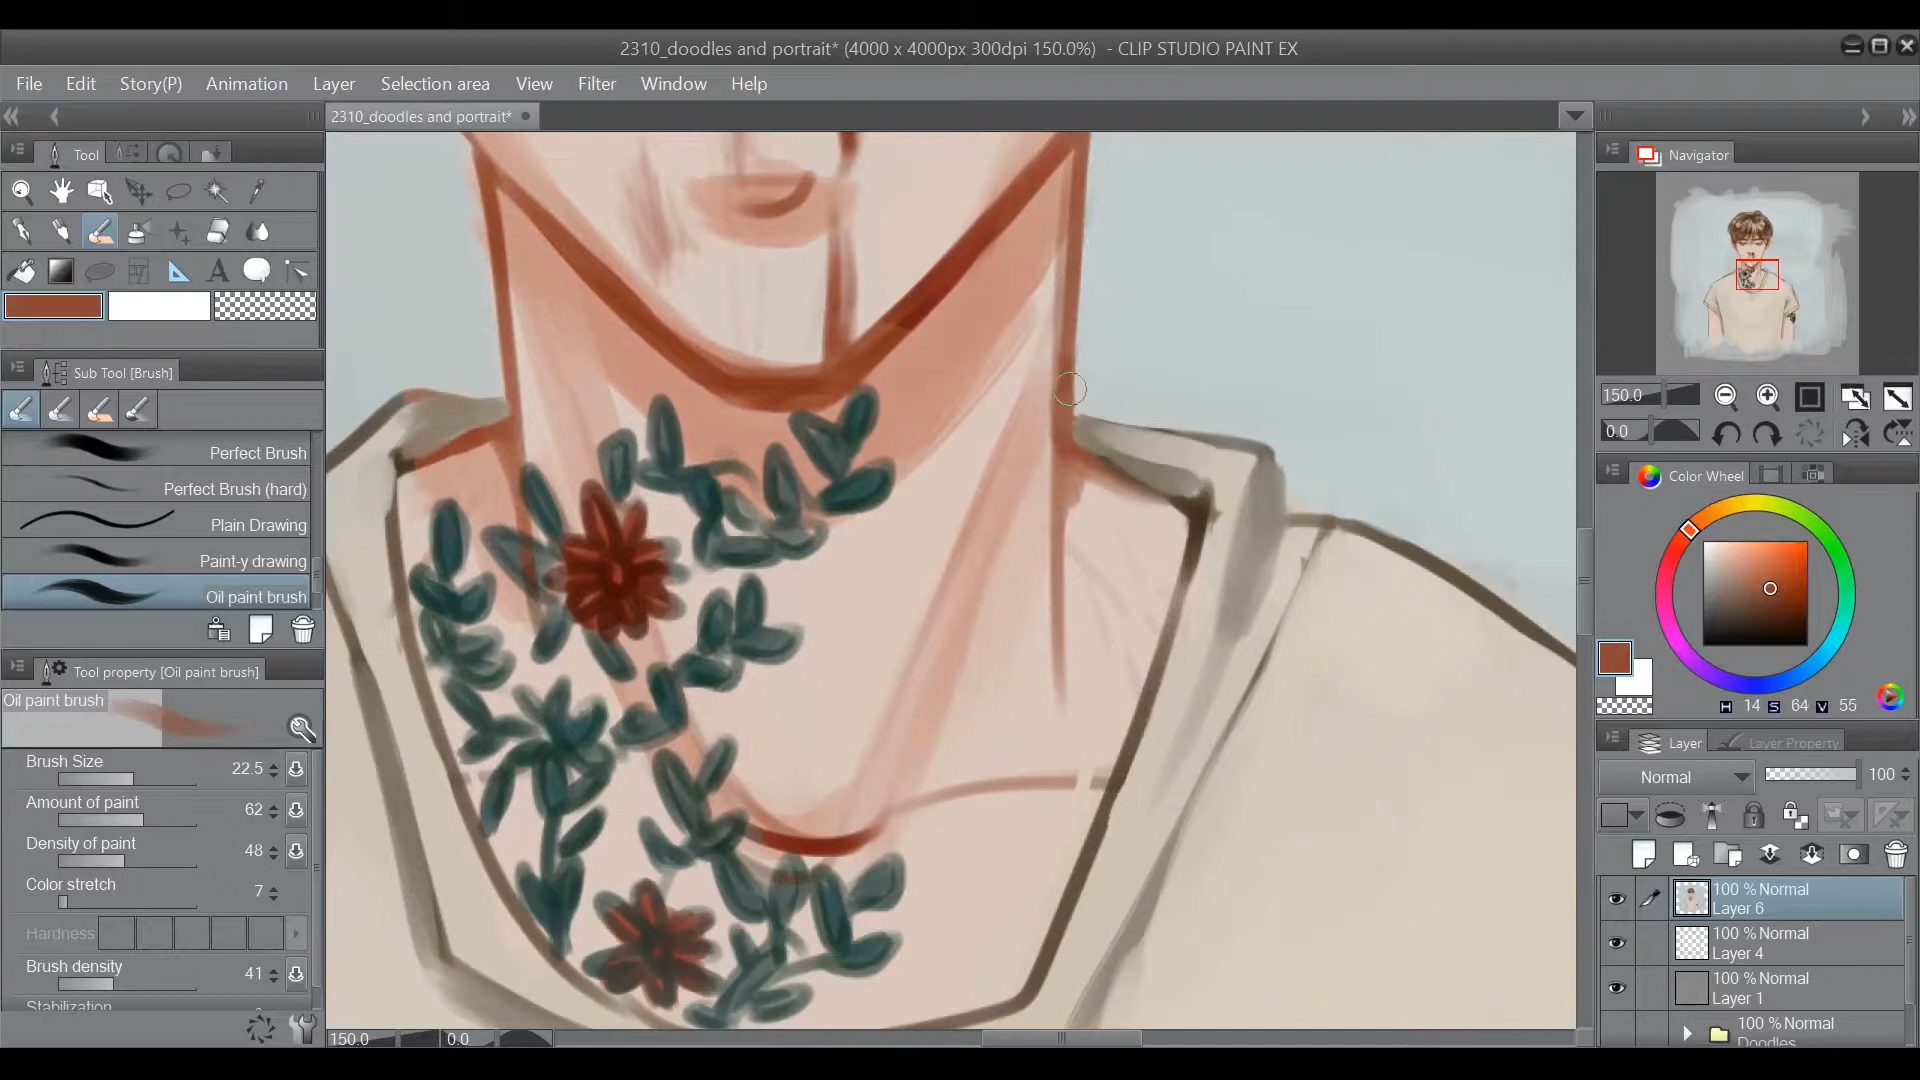 2310_doodles and portrait* (4000 x 4000px 300dpi 150.0%) - CLIP STUDIO PAINT EX
File Edit Story(P) Animation Layer Selection area View Filter Window Help
2310_doodles and portrait*
Tool
Navigator
Sub Tool [Brush]
150.0
0.0
Perfect Brush
Perfect Brush (hard)
Plain Drawing
Paint-y drawing
Oil paint brush
Color Wheel
H 14 S 64 V 55
Tool property [Oil paint brush]
Oil paint brush
Brush Size 22.5
Amount of paint 62
Density of paint 48
Color stretch 7
Hardness
Brush density 41
Stabilization
Layer Layer Property
Normal 100
100 % Normal
Layer 6
100 % Normal
Layer 4
100 % Normal
Layer 1
100 % Normal
Doodles
150.0 0.0